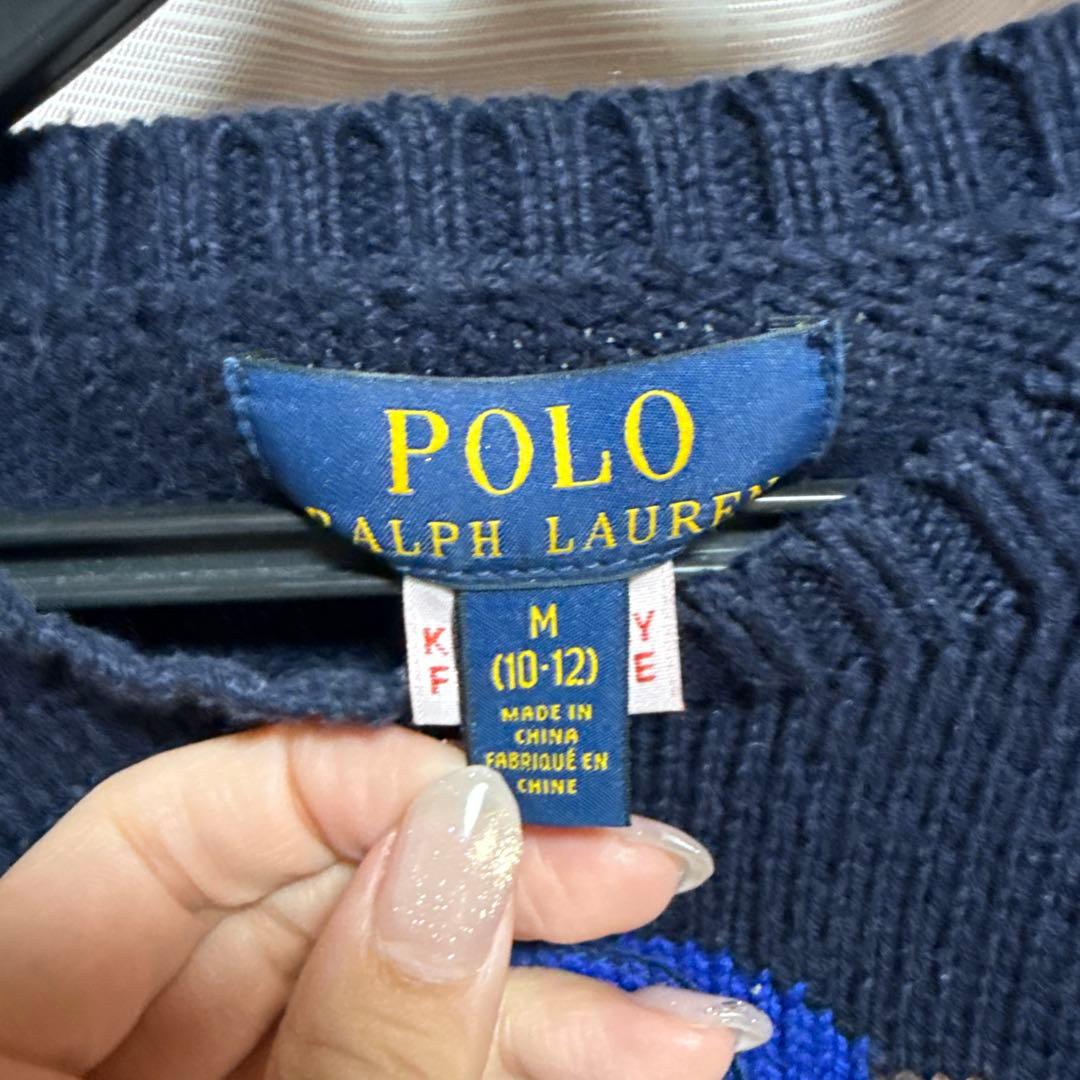 POLO
RALPH LAUREN
M
(10-12)
MADE IN
CHINA
FABRIQUÉ EN
CHINE
K
F
Y
E